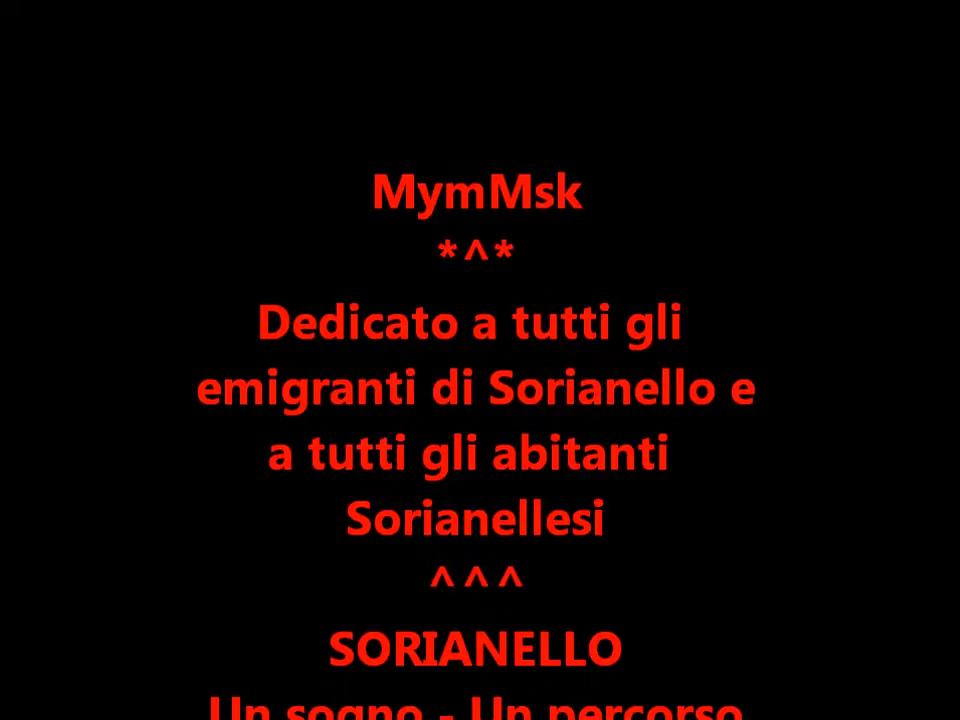 MymMsk
*^*
Dedicato a tutti gli
emigranti di Sorianello e
a tutti gli abitanti
Sorianellesi
^^^
SORIANELLO
Un sogno - Un percorso